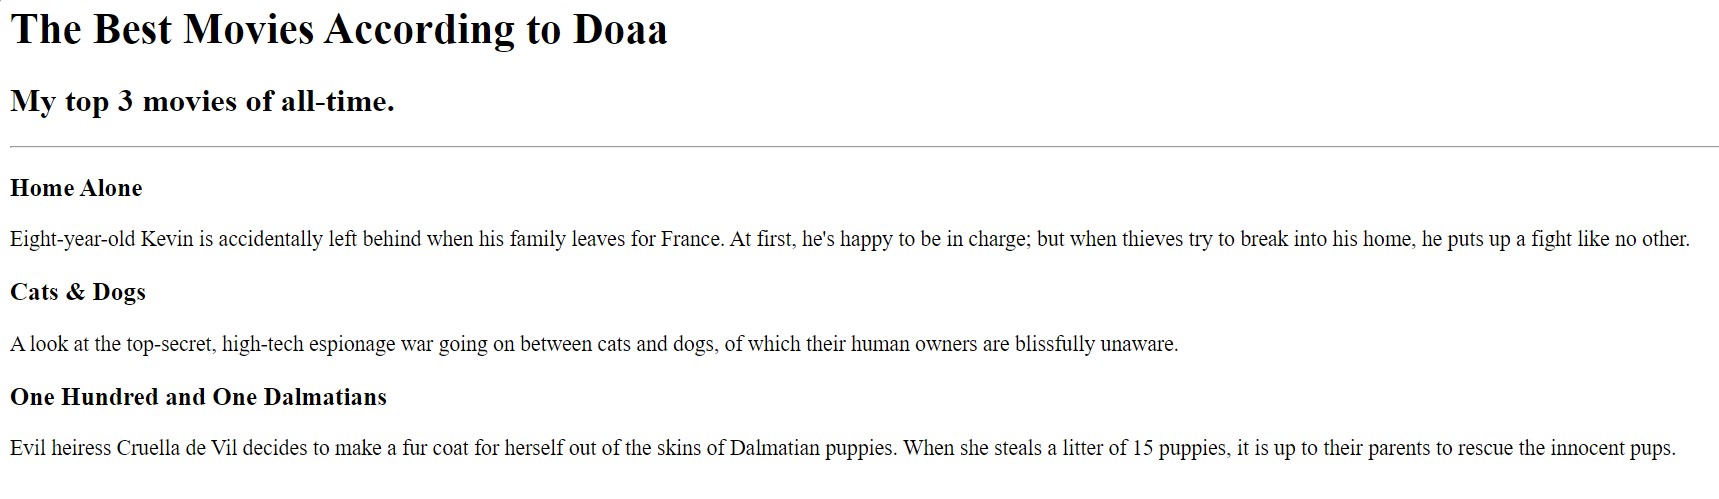 The Best Movies According to Doaa
My top 3 movies of all-time.
Home Alone
Eight-year-old Kevin is accidentally left behind when his family leaves for France. At first, he's happy to be in charge; but when thieves try to break into his home, he puts up a fight like no other.
Cats & Dogs
A look at the top-secret, high-tech espionage war going on between cats and dogs, of which their human owners are blissfully unaware.
One Hundred and One Dalmatians
Evil heiress Cruella de Vil decides to make a fur coat for herself out of the skins of Dalmatian puppies. When she steals a litter of 15 puppies, it is up to their parents to rescue the innocent pups.